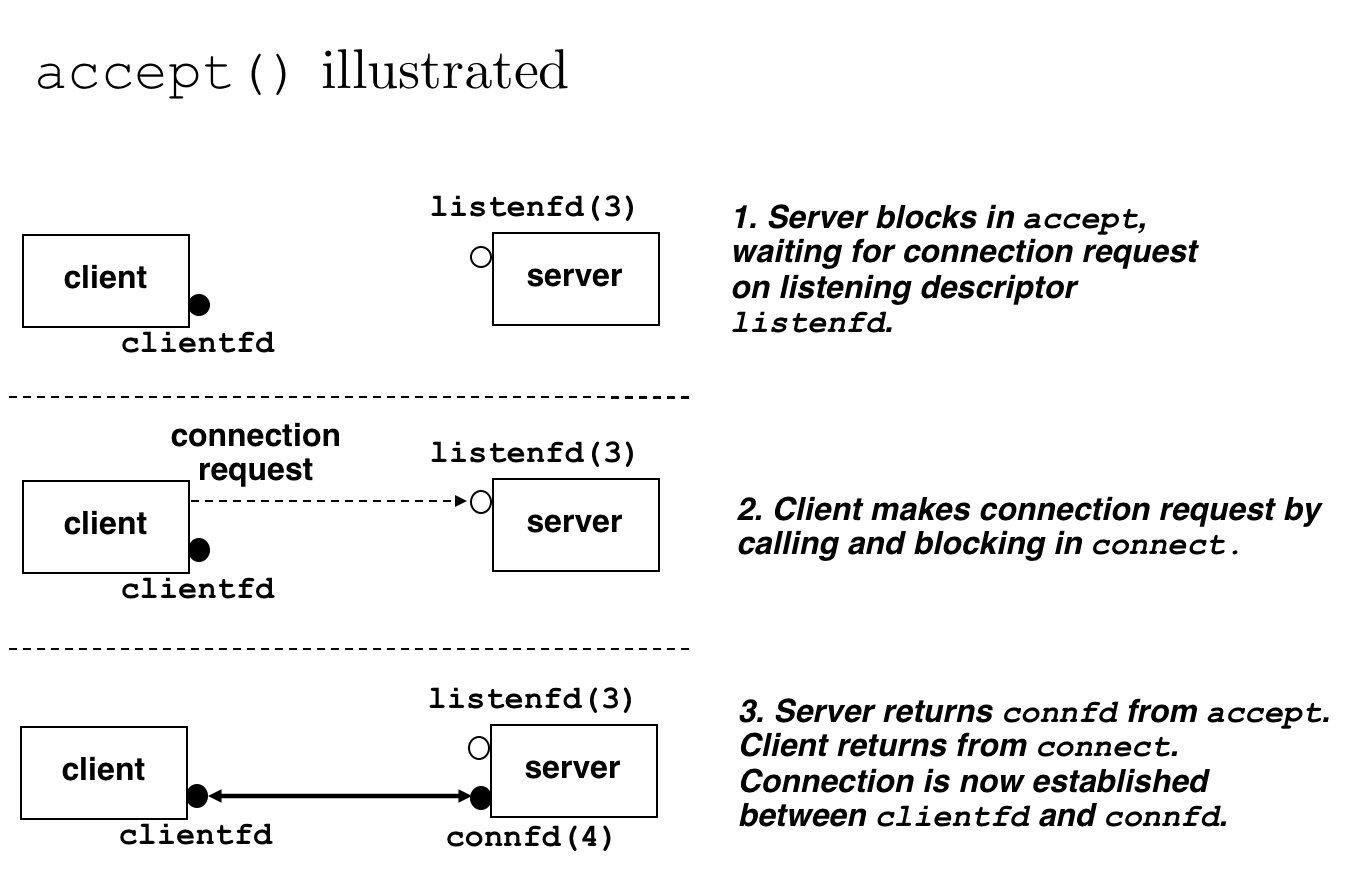 accept() illustrated
listenfd(3)
client
server
clientfd
1. Server blocks in accept,
waiting for connection request
on listening descriptor
listenfd.
connection
request
listenfd(3)
client
server
clientfd
2. Client makes connection request by
calling and blocking in connect.
listenfd(3)
client
server
clientfd
connfd(4)
3. Server returns connfd from accept.
Client returns from connect.
Connection is now established
between clientfd and connfd.